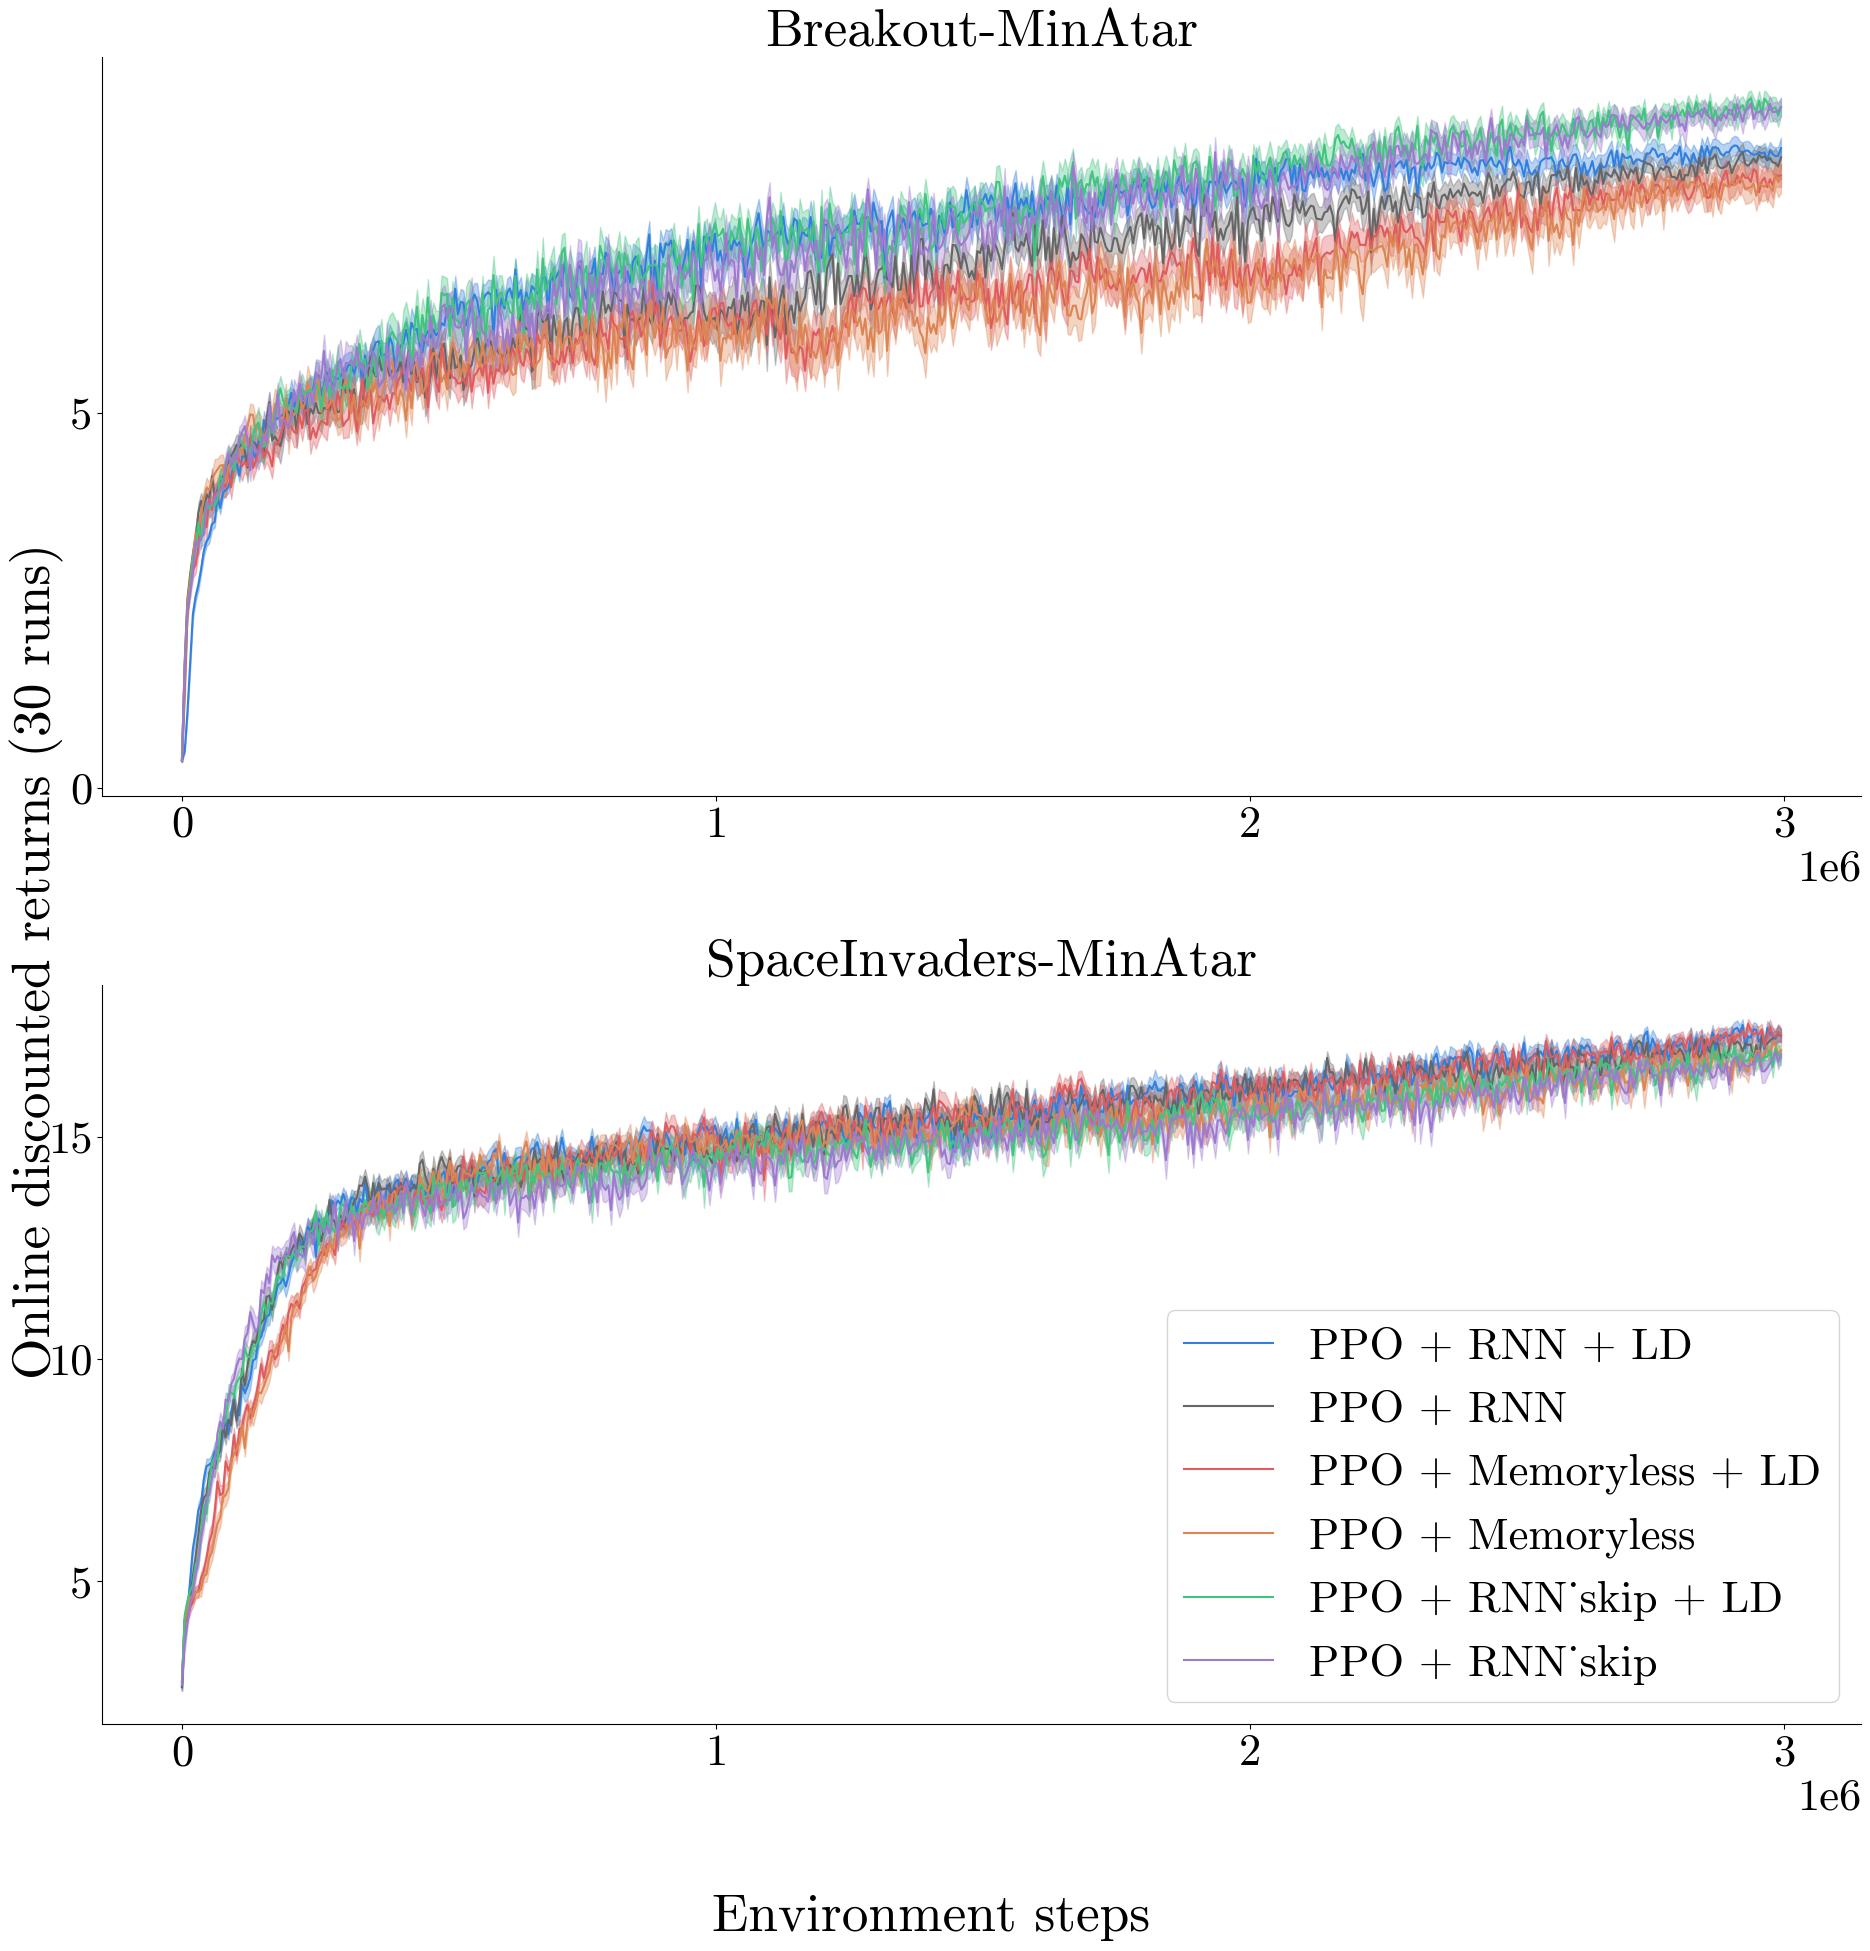 Breakout-MinAtar
5
0
0 1 2 3
1e6
Online discounted returns (30 runs)
SpaceInvaders-MinAtar
15
10
5
PPO + RNN + LD
PPO + RNN
PPO + Memoryless + LD
PPO + Memoryless
PPO + RNN˙skip + LD
PPO + RNN˙skip
0 1 2 3
1e6
Environment steps